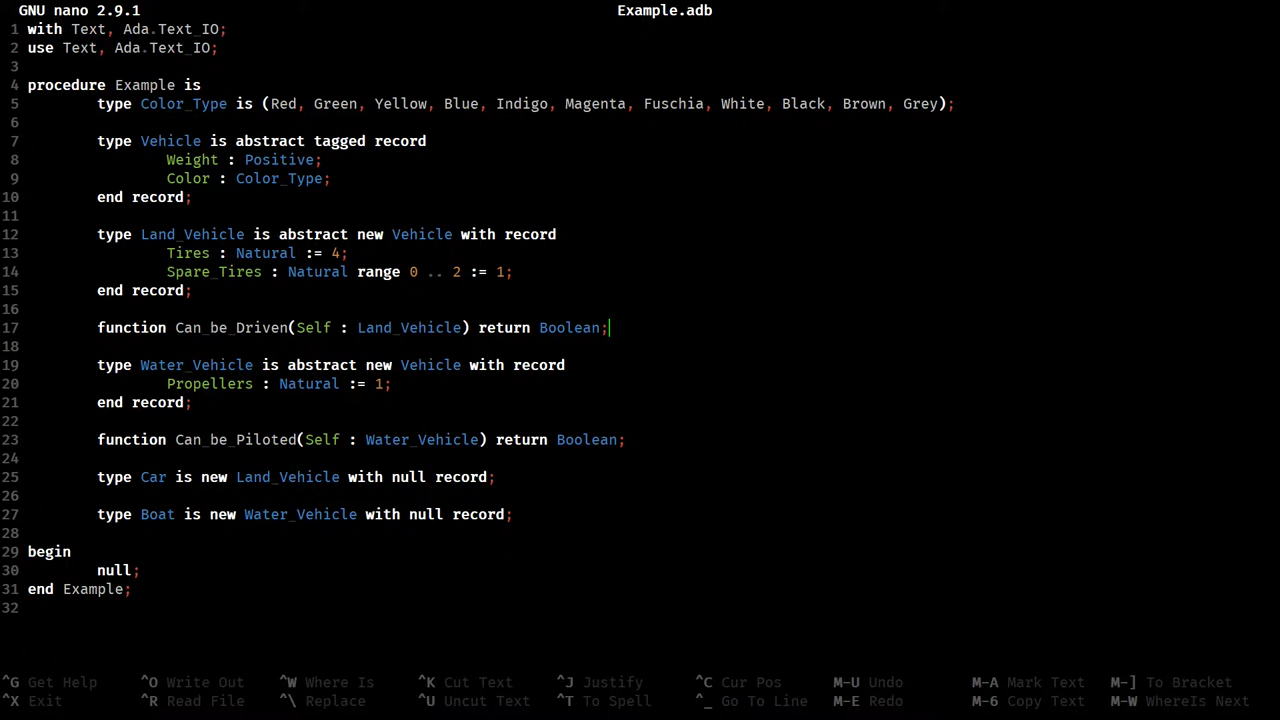 GNU nano 2.9.1 Example.adb
1 with Text, Ada.Text_IO;
2 use Text, Ada.Text_IO;
3
4 procedure Example is
5 type Color_Type is (Red, Green, Yellow, Blue, Indigo, Magenta, Fuschia, White, Black, Brown, Grey);
6
7 type Vehicle is abstract tagged record
8 Weight : Positive;
9 Color : Color_Type;
10 end record;
11
12 type Land_Vehicle is abstract new Vehicle with record
13 Tires : Natural := 4;
14 Spare_Tires : Natural range 0 .. 2 := 1;
15 end record;
16
17 function Can_be_Driven(Self : Land_Vehicle) return Boolean;
18
19 type Water_Vehicle is abstract new Vehicle with record
20 Propellers : Natural := 1;
21 end record;
22
23 function Can_be_Piloted(Self : Water_Vehicle) return Boolean;
24
25 type Car is new Land_Vehicle with null record;
26
27 type Boat is new Water_Vehicle with null record;
28
29 begin
30 null;
31 end Example;
32
^G Get Help ^O Write Out ^W Where Is ^K Cut Text ^J Justify ^C Cur Pos M-U Undo M-A Mark Text M-] To Bracket
^X Exit ^R Read File ^\ Replace ^U Uncut Text ^T To Spell ^_ Go To Line M-E Redo M-6 Copy Text M-W WhereIs Next